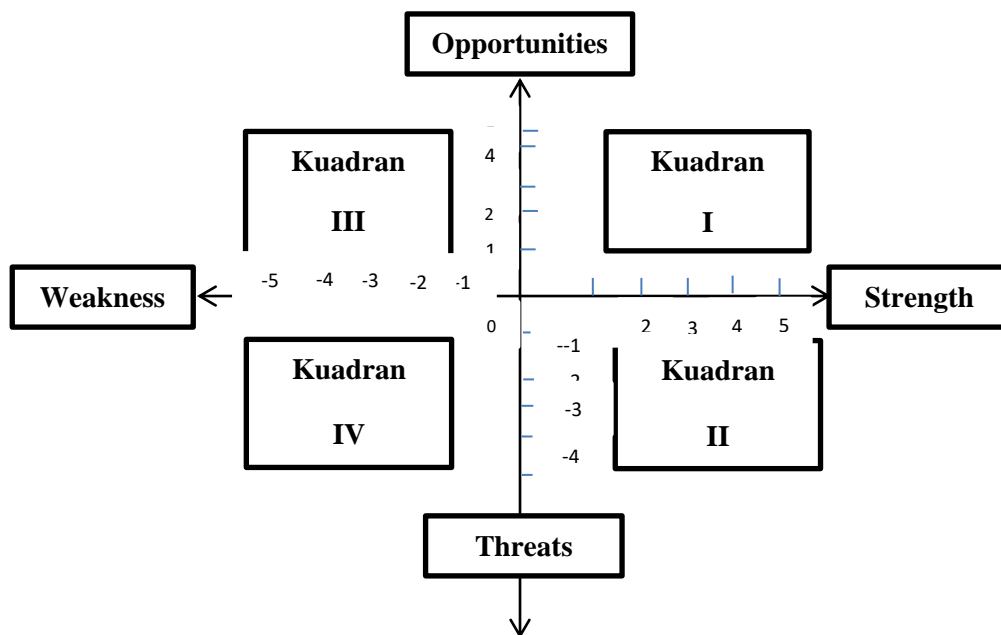 Opportunities
Kuadran
III
4
2
1
Kuadran
I
-5 -4 -3 -2 -1
Weakness
Strength
0
2 3 4 5
Kuadran
IV
--1
-3
-4
Kuadran
II
Threats